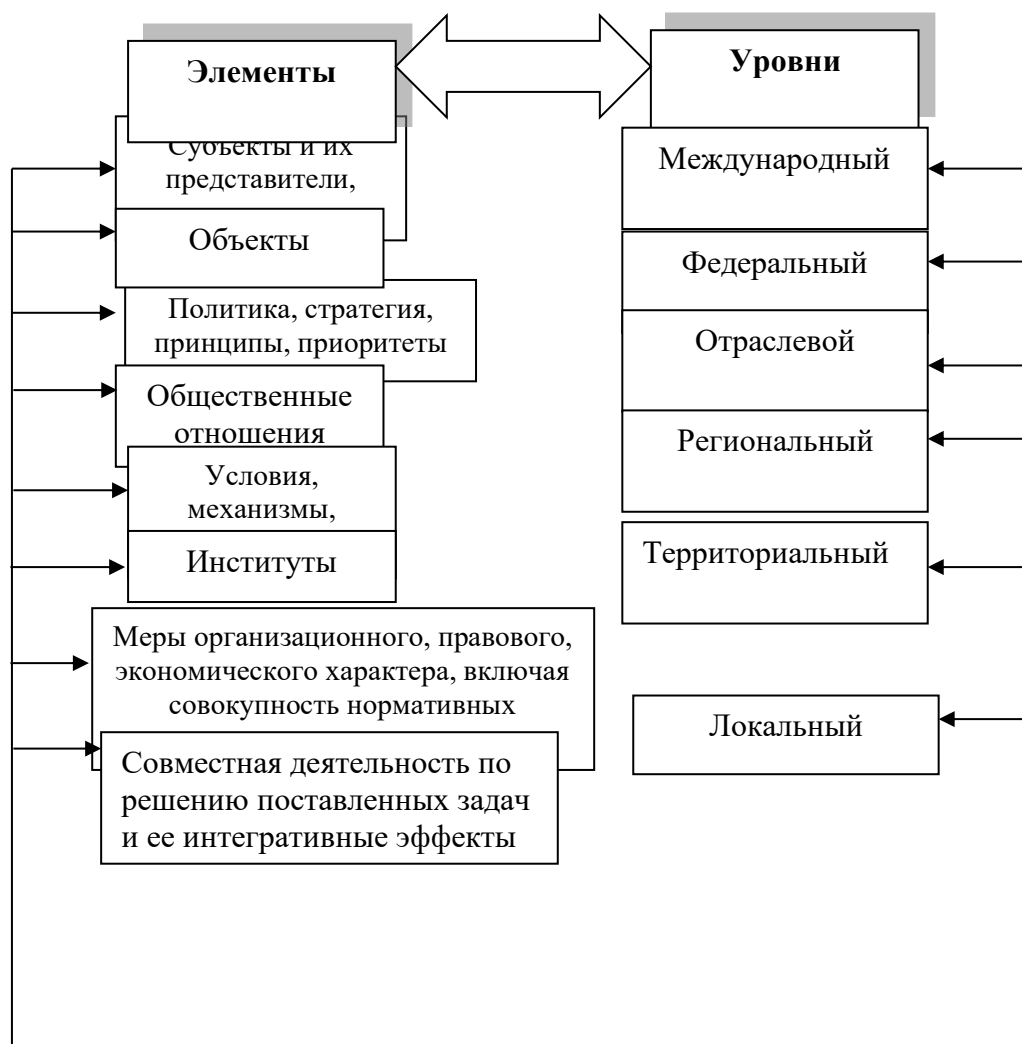 Элементы
Субъекты и их
представители,
Объекты
Политика, стратегия,
принципы, приоритеты
Общественные
отношения
Условия,
механизмы,
Институты
Меры организационного, правового,
экономического характера, включая
совокупность нормативных
Совместная деятельность по
решению поставленных задач
и ее интегративные эффекты
Уровни
Международный
Федеральный
Отраслевой
Региональный
Территориальный
Локальный